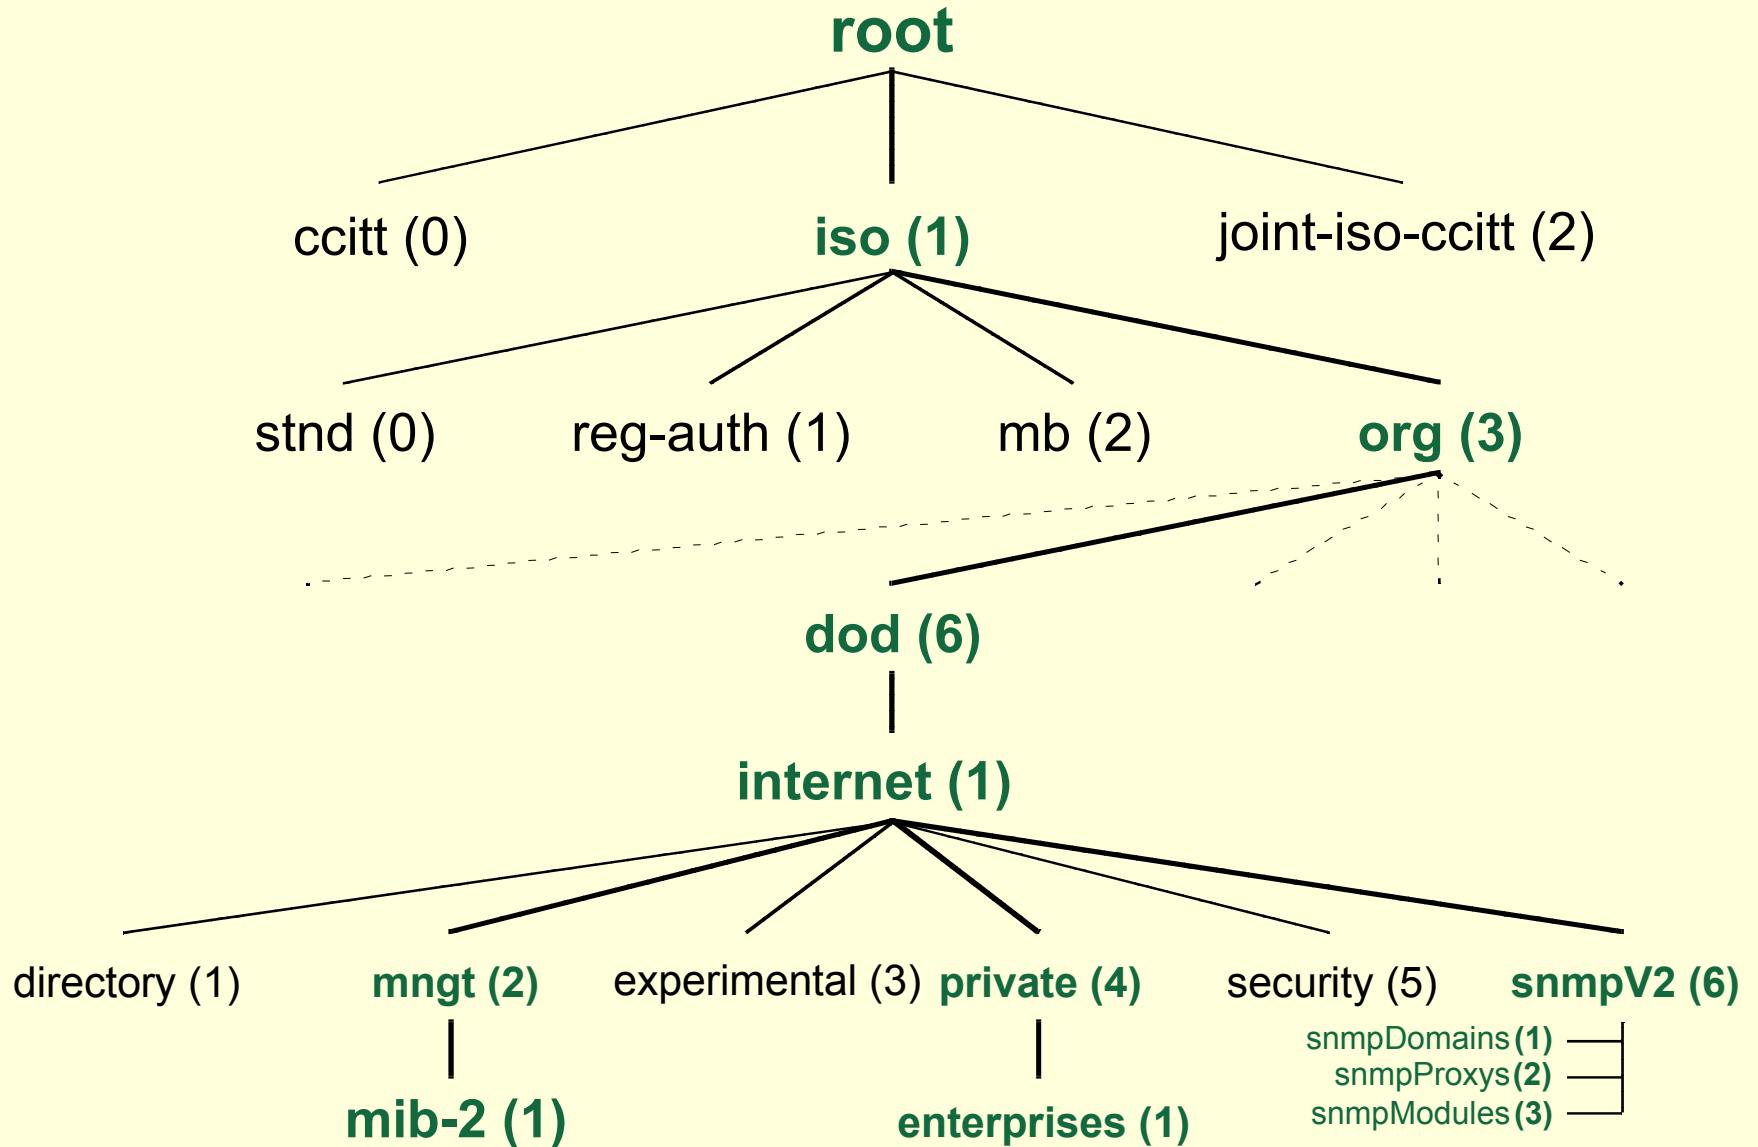 root
ccitt (0) iso (1) joint-iso-ccitt (2)
stnd (0) reg-auth (1) mb (2) org (3)
dod (6)
internet (1)
directory (1) mngt (2) experimental (3) private (4) security (5) snmpV2 (6)
snmpDomains (1)
snmpProxys (2)
snmpModules (3)
mib-2 (1) enterprises (1)